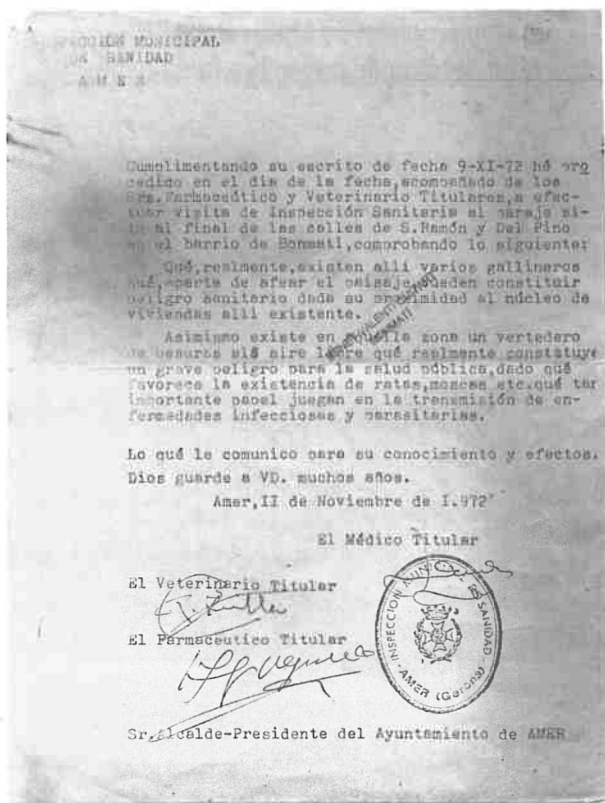 INSPECCIÓN MUNICIPAL
DE SANIDAD
A M E R
Cumplimentando su escrito de fecha 9-XI-72 hé pro
cedido en el dia de la fecha,acompañado de los
Srs.Farmacéutico y Veterinario Titulares,a efec-
tuar visita de Inspección Sanitaria al paraje si-
to al final de las calles de S.Ramón y Del Pino
en el barrio de Bonmatí,comprobando lo siguiente:
Qué,realmente,existen allí varios gallineros
qué,aparte de afear el paisaje,pueden constituir
peligro sanitario dada su proximidad al núcleo de
viviendas allí existente.
Asimismo existe en aquella zona un vertedero
de basuras al aire libre qué realmente constituye
un grave peligro para la salud pública,dado qué
favorece la existencia de ratas,moscas etc.qué tan
importante papel juegan en la transmisión de en-
fermedades infecciosas y parasitarias.
Lo qué le comunico para su conocimiento y efectos.
Dios guarde a VD. muchos años.
Amer,II de Noviembre de I.972
El Médico Titular
El Veterinario Titular
El Farmaceutico Titular
INSPECCION MUNICIPAL DE SANIDAD
- AMER (Gerona) -
Sr.Alcalde-Presidente del Ayuntamiento de AMER